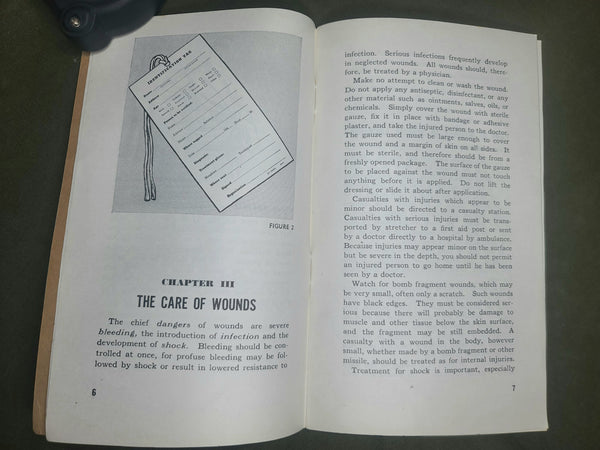 IDENTIFICATION TAG
FIGURE 2
CHAPTER III
THE CARE OF WOUNDS
The chief dangers of wounds are severe
bleeding, the introduction of infection and the
development of shock. Bleeding should be con-
trolled at once, for profuse bleeding may be fol-
lowed by shock or result in lowered resistance to
6
infection. Serious infections frequently develop
in neglected wounds. All wounds should, there-
fore, be treated by a physician.
Make no attempt to clean or wash the wound.
Do not apply any antiseptic, disinfectant, or any
other material such as ointments, salves, oils, or
chemicals. Simply cover the wound with sterile
gauze, fix it in place with bandage or adhesive
plaster, and take the injured person to the doctor.
The gauze used must be large enough to cover
the wound and a margin of skin on all sides. It
must be sterile, and therefore should be from a
freshly opened package. The surface of the gauze
to be placed against the wound must not touch
anything before it is applied. Do not lift the
dressing or slide it about after application.
Casualties with injuries which appear to be
minor should be directed to a casualty station.
Casualties with serious injuries must be trans-
ported by stretcher to a first aid post or sent
by a doctor directly to a hospital by ambulance.
Because injuries may appear minor on the surface
but be severe in the depth, you should not permit
an injured person to go home until he has been
seen by a doctor.
Watch for bomb fragment wounds, which may
be very small, often only a scratch. Such wounds
have black edges. They must be considered ser-
ious because there will probably be damage to
muscle and other tissue below the skin surface,
and the fragment may be still embedded. A
casualty with a wound in the body, however
small, whether made by a bomb fragment or other
missile, should be treated as for internal injuries.
Treatment for shock is important, especially
7